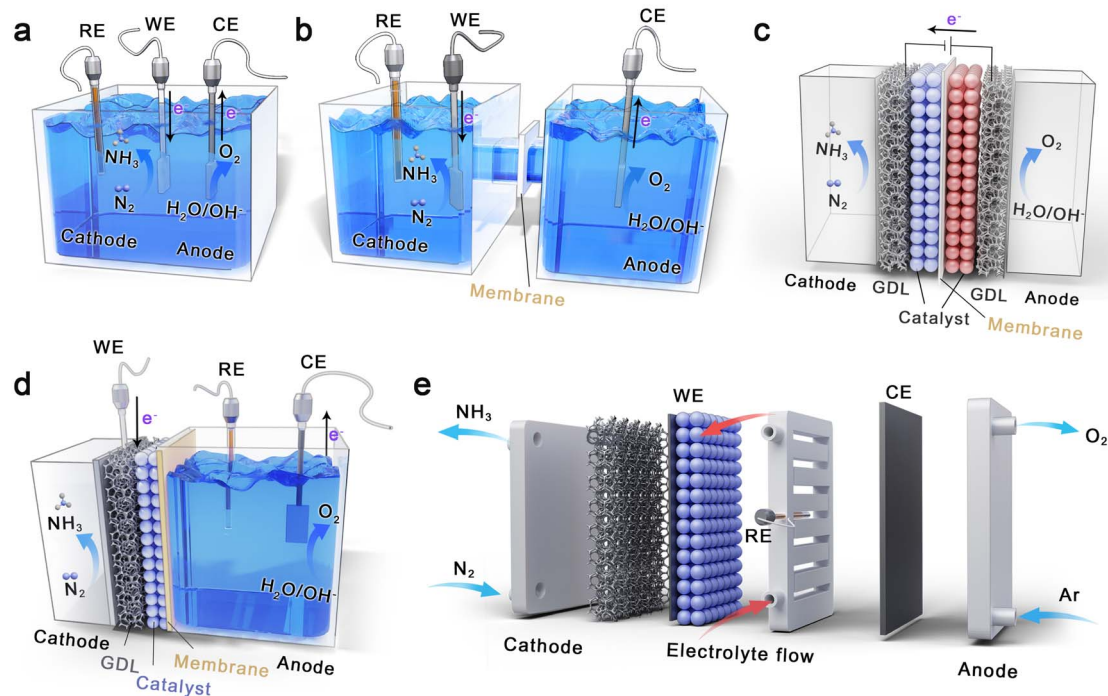 a
RE
WE
CE
e⁻
e⁻
NH₃
O₂
N₂
H₂O/OH⁻
Cathode
Anode
b
RE
WE
CE
e⁻
e⁻
NH₃
O₂
N₂
H₂O/OH⁻
Cathode
Anode
Membrane
c
e⁻
NH₃
O₂
N₂
H₂O/OH⁻
Cathode
GDL
GDL
Anode
Catalyst
Membrane
d
WE
RE
CE
e⁻
e⁻
NH₃
O₂
N₂
H₂O/OH⁻
Cathode
GDL
Membrane
Anode
Catalyst
e
NH₃
WE
CE
O₂
RE
N₂
Ar
Cathode
Electrolyte flow
Anode